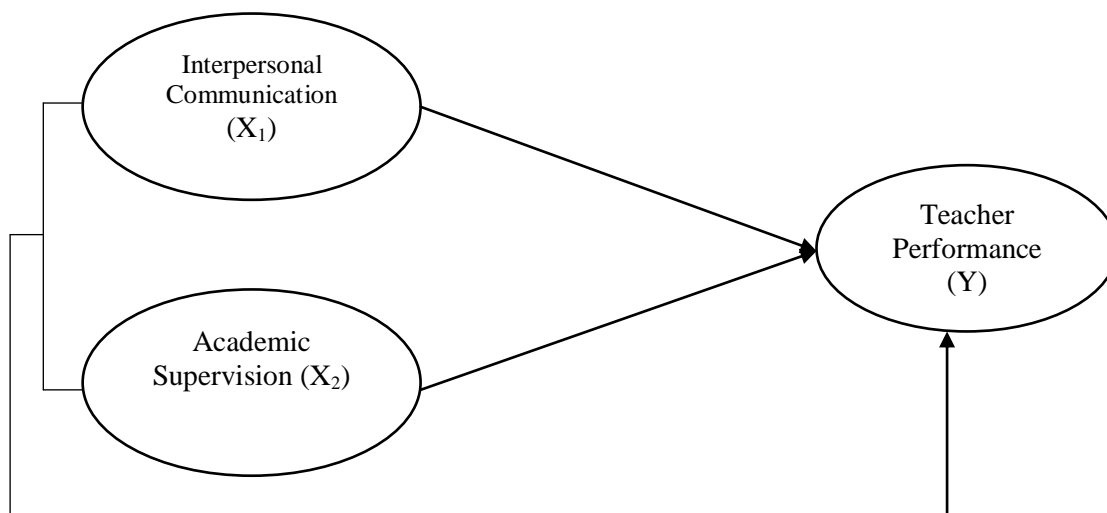 Interpersonal
Communication
(X₁)
Academic
Supervision (X₂)
Teacher
Performance
(Y)